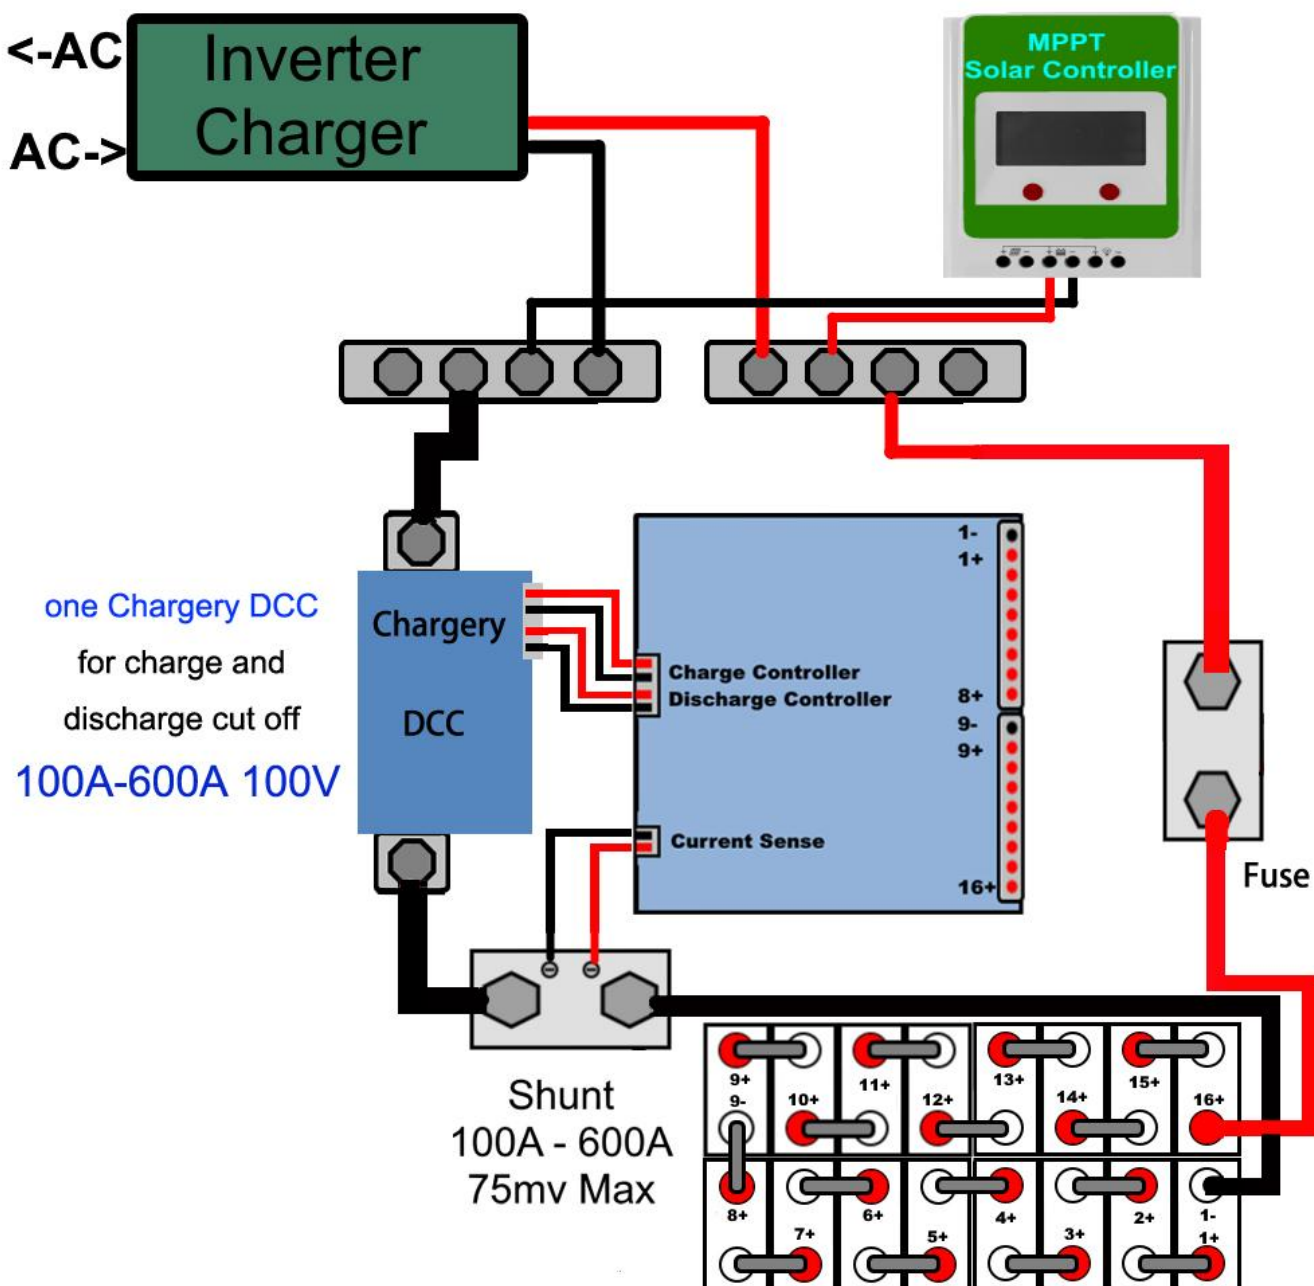 <-AC
AC->
Inverter
Charger
MPPT
Solar Controller
one Chargery DCC
for charge and
discharge cut off
100A-600A 100V
Chargery
DCC
Charge Controller
Discharge Controller
Current Sense
1-
1+
8+
9-
9+
16+
Fuse
Shunt
100A - 600A
75mv Max
9+
9-
10+
11+
12+
13+
14+
15+
16+
8+
7+
6+
5+
4+
3+
2+
1-
1+